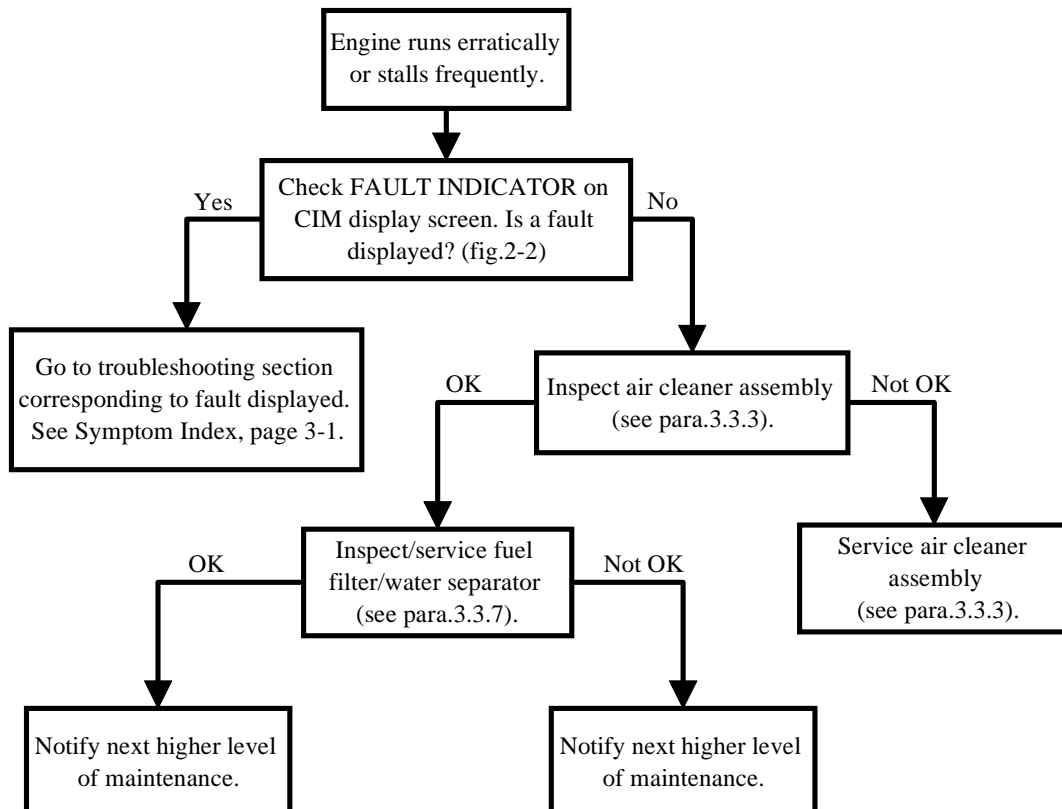 Engine runs erratically
or stalls frequently.
Check FAULT INDICATOR on
CIM display screen. Is a fault
displayed? (fig.2-2)
Yes
No
Go to troubleshooting section
corresponding to fault displayed.
See Symptom Index, page 3-1.
OK
Inspect air cleaner assembly
(see para.3.3.3).
Not OK
OK
Inspect/service fuel
filter/water separator
(see para.3.3.7).
Not OK
Service air cleaner
assembly
(see para.3.3.3).
Notify next higher level
of maintenance.
Notify next higher level
of maintenance.